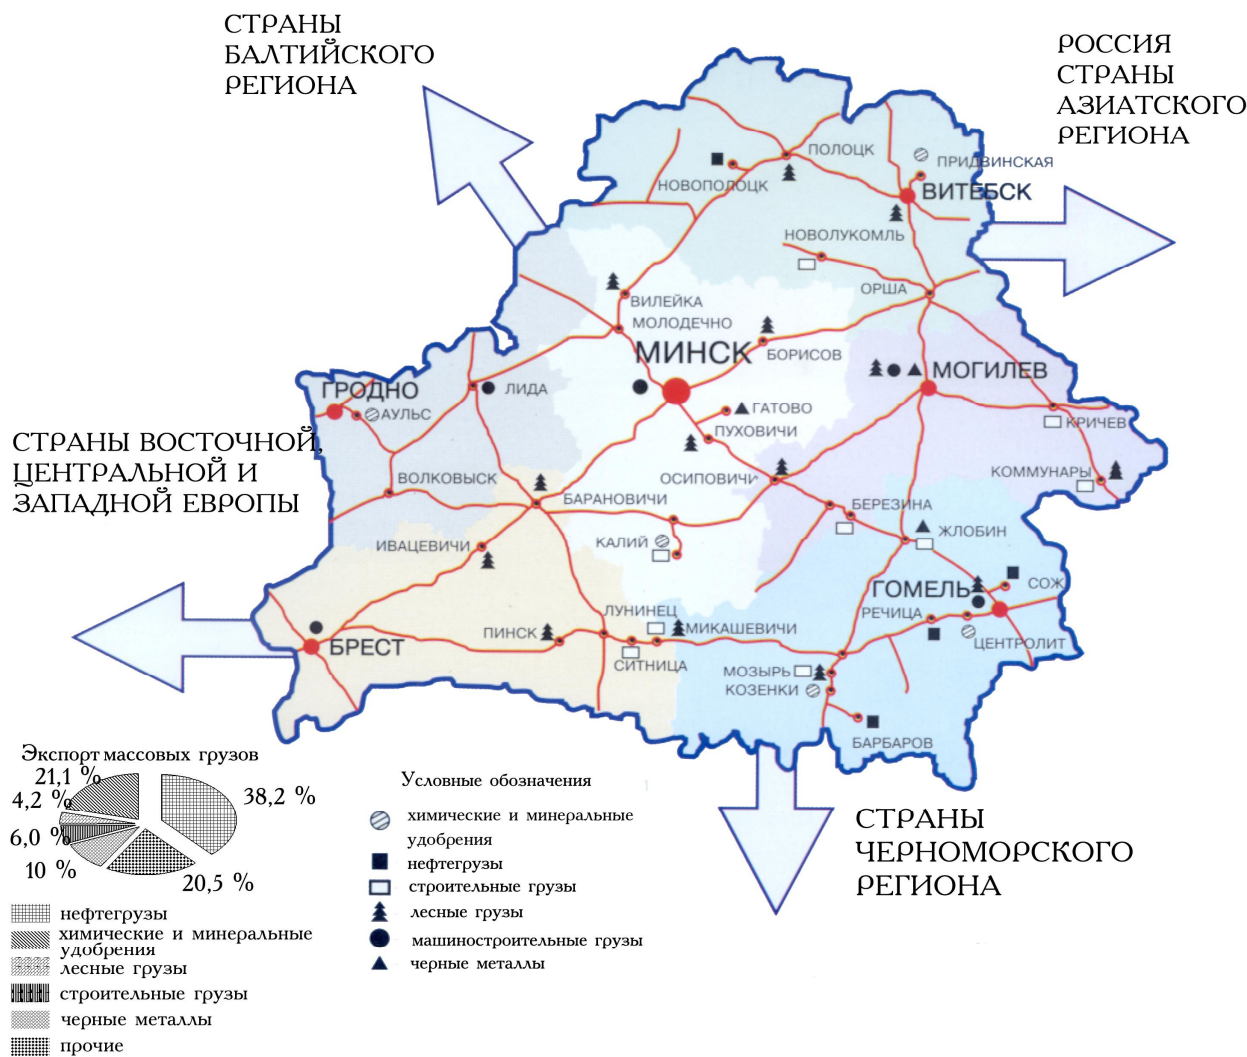 СТРАНЫ
БАЛТИЙСКОГО
РЕГИОНА
РОССИЯ
СТРАНЫ
АЗИАТСКОГО
РЕГИОНА
ПОЛОЦК
ПРИДВИНСКАЯ
НОВОПОЛОЦК
ВИТЕБСК
НОВОЛУКОМЛЬ
ОРША
ВИЛЕЙКА
МОЛОДЕЧНО
МИНСК
БОРИСОВ
МОГИЛЕВ
ГРОДНО
ЛИДА
АУЛЬС
ГАТОВО
ПУХОВИЧИ
КРИЧЕВ
СТРАНЫ ВОСТОЧНОЙ,
ЦЕНТРАЛЬНОЙ И
ЗАПАДНОЙ ЕВРОПЫ
ВОЛКОВЫСК
ОСИПОВИЧИ
КОММУНАРЫ
БАРАНОВИЧИ
БЕРЕЗИНА
ИВАЦЕВИЧИ
КАЛИЙ
ЖЛОБИН
ГОМЕЛЬ
СОЖ
ЛУНИНЕЦ
РЕЧИЦА
ПИНСК
МИКАШЕВИЧИ
БРЕСТ
ЦЕНТРОЛИТ
СИТНИЦА
МОЗЫРЬ
КОЗЕНКИ
БАРБАРОВ
Экспорт массовых грузов
21,1 %
4,2 %
6,0 %
10 %
38,2 %
20,5 %
нефтегрузы
химические и минеральные
удобрения
лесные грузы
строительные грузы
черные металлы
прочие
Условные обозначения
химические и минеральные
удобрения
нефтегрузы
строительные грузы
лесные грузы
машиностроительные грузы
черные металлы
СТРАНЫ
ЧЕРНОМОРСКОГО
РЕГИОНА